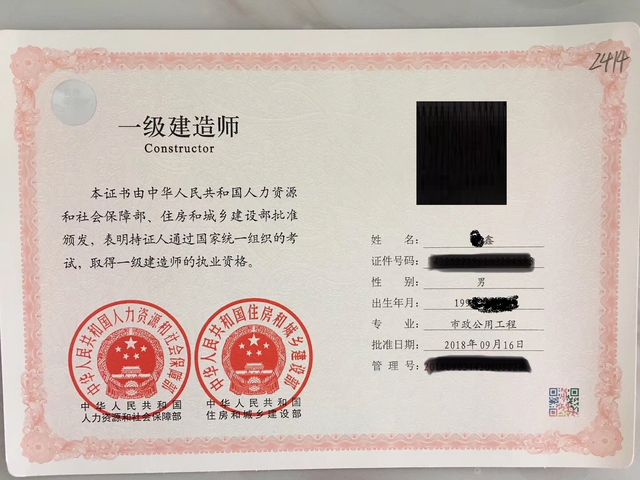 2414
一级建造师
Constructor
本证书由中华人民共和国人力资源
和社会保障部、住房和城乡建设部批准
颁发，表明持证人通过国家统一组织的考
试，取得一级建造师的执业资格。
姓 名： 鑫
证件号码：
性 别： 男
出生年月： 199
专 业： 市政公用工程
批准日期： 2018年09月16日
管 理 号： 201
中华人民共和国人力资源和社会保障部
中华人民共和国住房和城乡建设部
中华人民共和国
人力资源和社会保障部
中华人民共和国
住房和城乡建设部